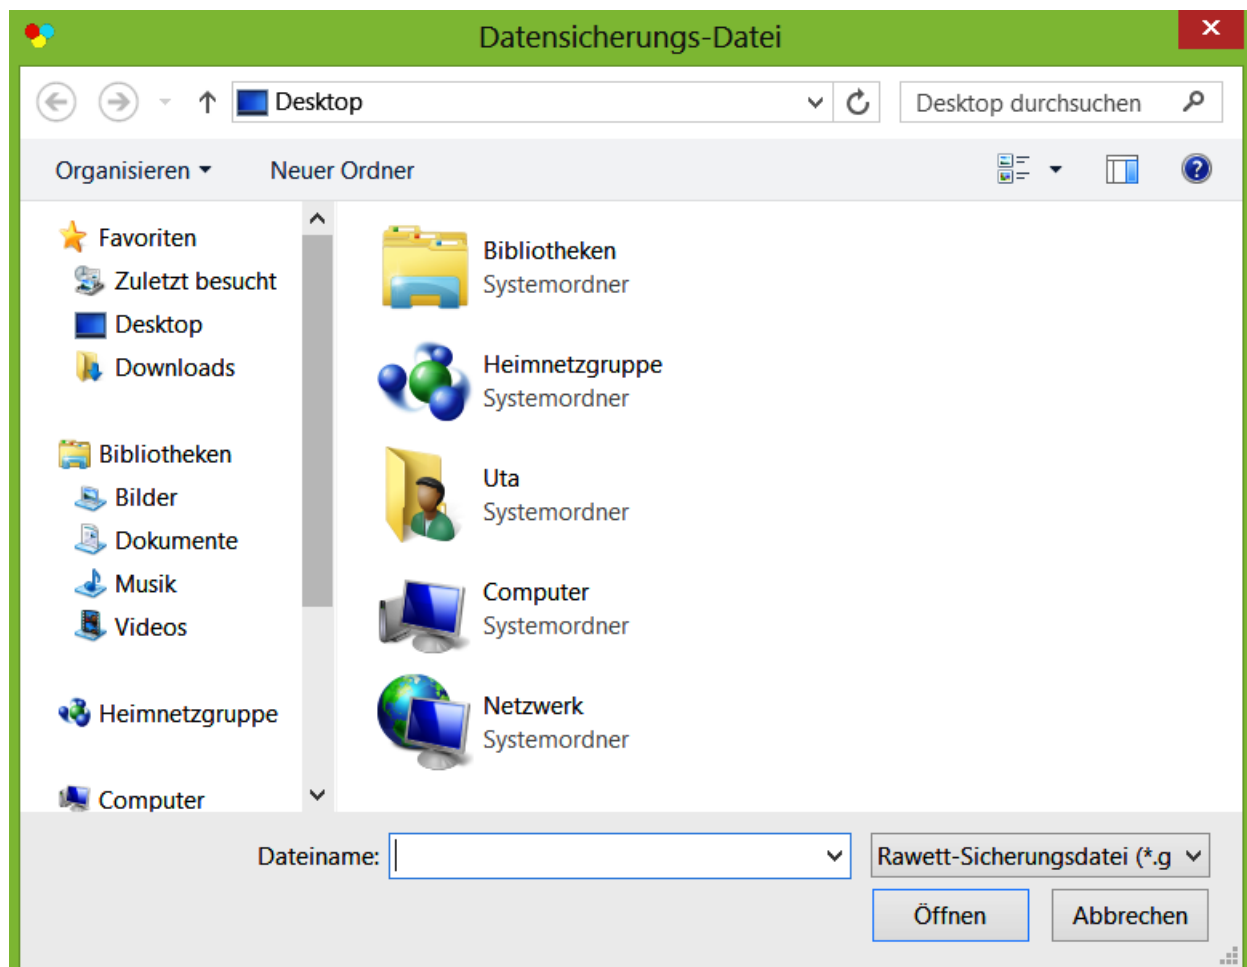 Datensicherungs-Datei
Desktop
Desktop durchsuchen
Organisieren
Neuer Ordner
Favoriten
Zuletzt besucht
Desktop
Downloads
Bibliotheken
Bilder
Dokumente
Musik
Videos
Heimnetzgruppe
Computer
Bibliotheken
Systemordner
Heimnetzgruppe
Systemordner
Uta
Systemordner
Computer
Systemordner
Netzwerk
Systemordner
Dateiname:
Rawett-Sicherungsdatei (*.g
Öffnen
Abbrechen